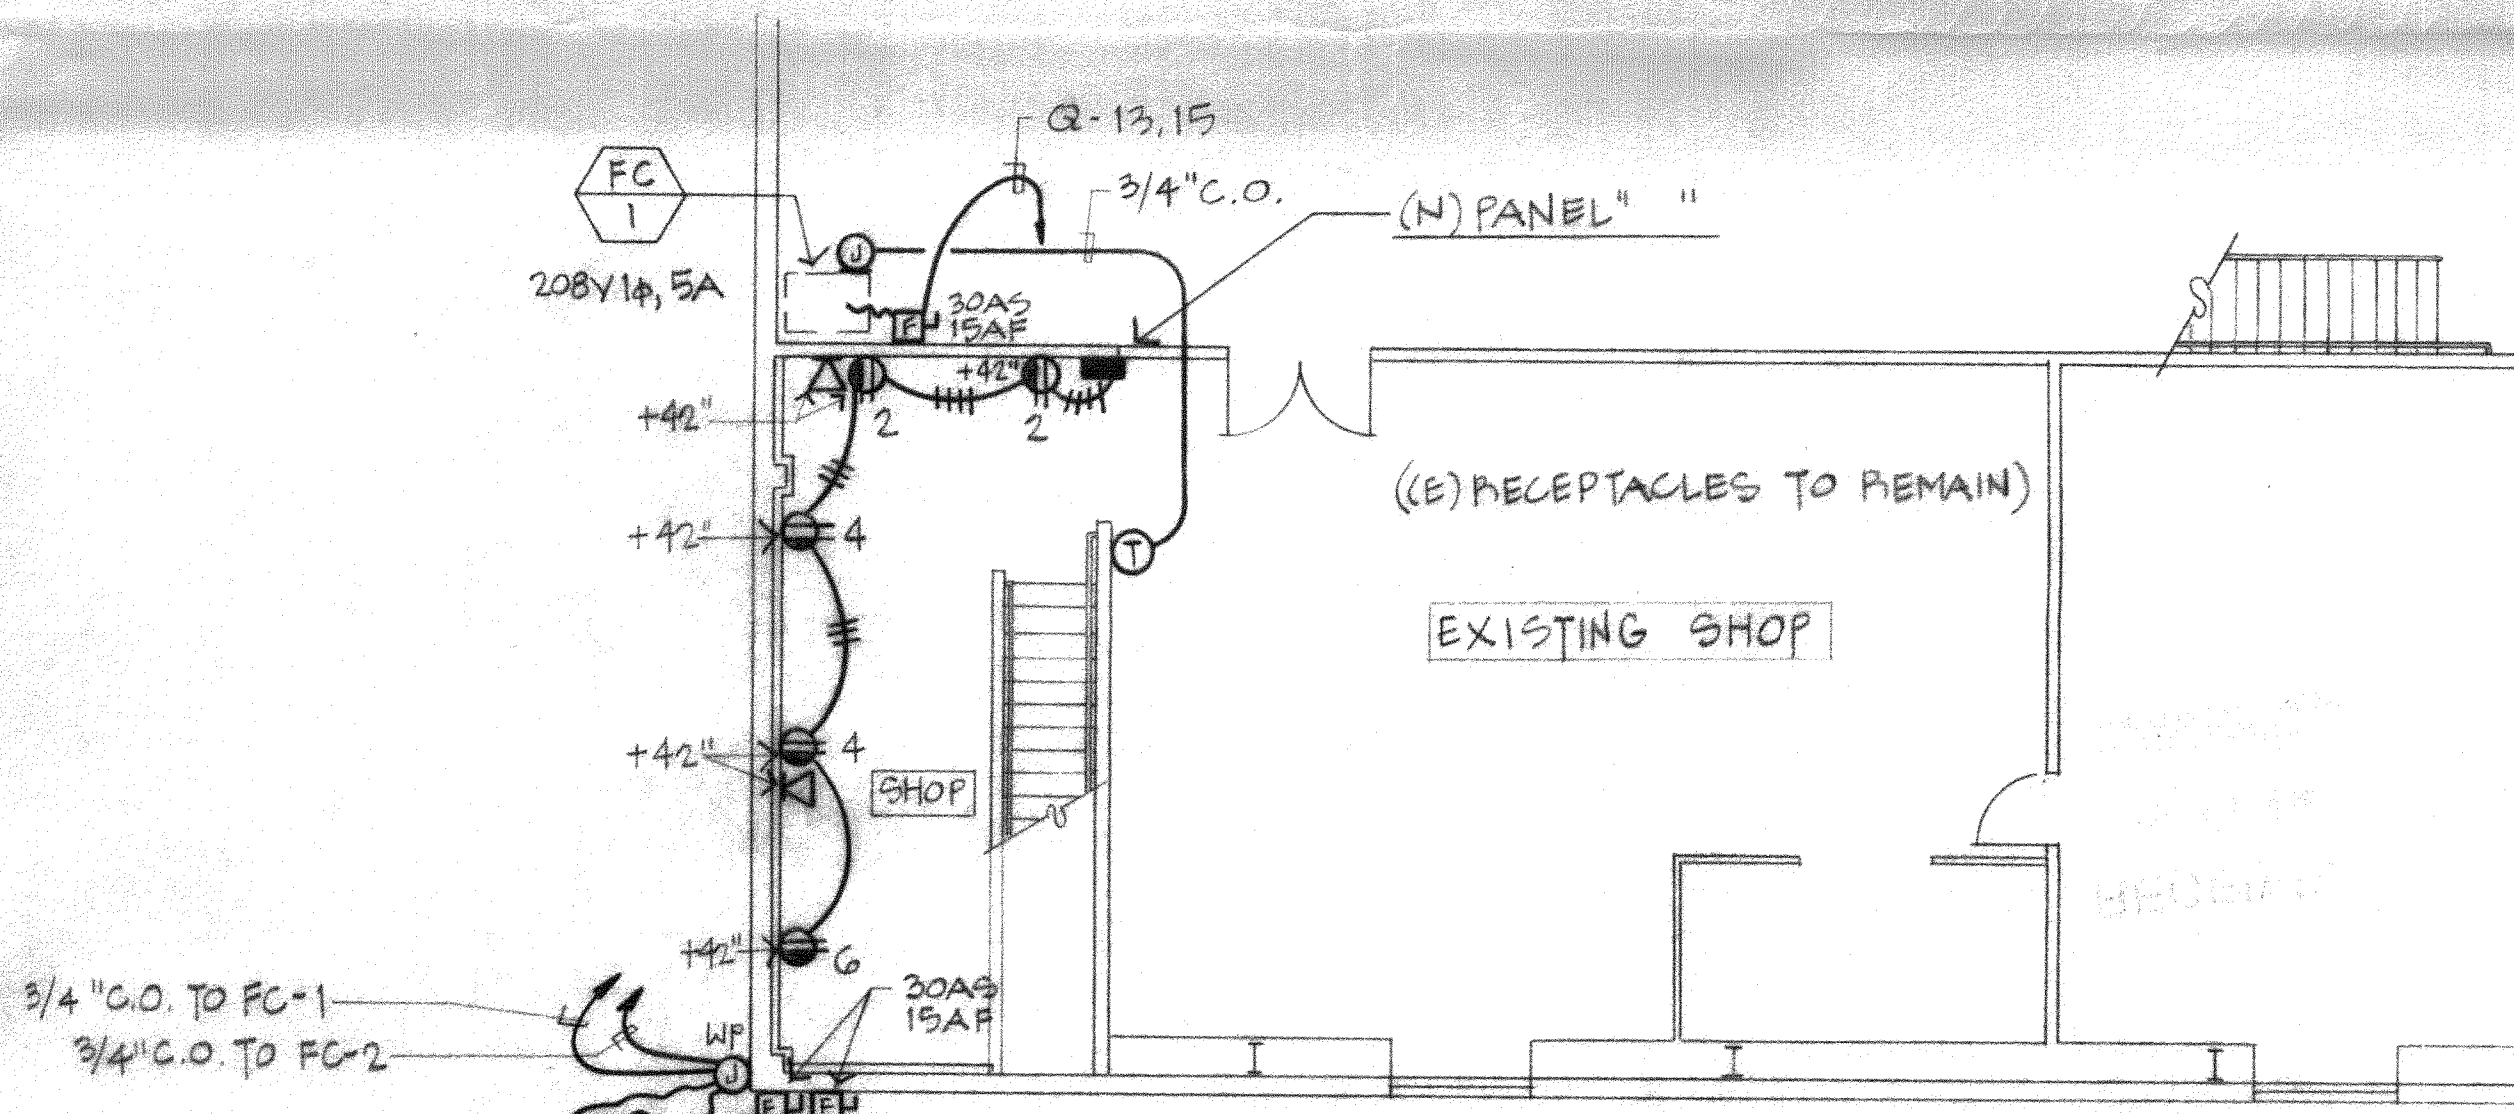 Q-13,15
3/4"C.O.
(N) PANEL" "
FC
1
J
208V1ϕ, 5A
30AS
15AF
F
+42"
+42"
2
2
((E) RECEPTACLES TO REMAIN)
+42"
4
T
EXISTING SHOP
+42"
4
SHOP
+42"
6
30AS
15AF
3/4"C.O. TO FC-1
WP
3/4"C.O. TO FC-2
J
F
F